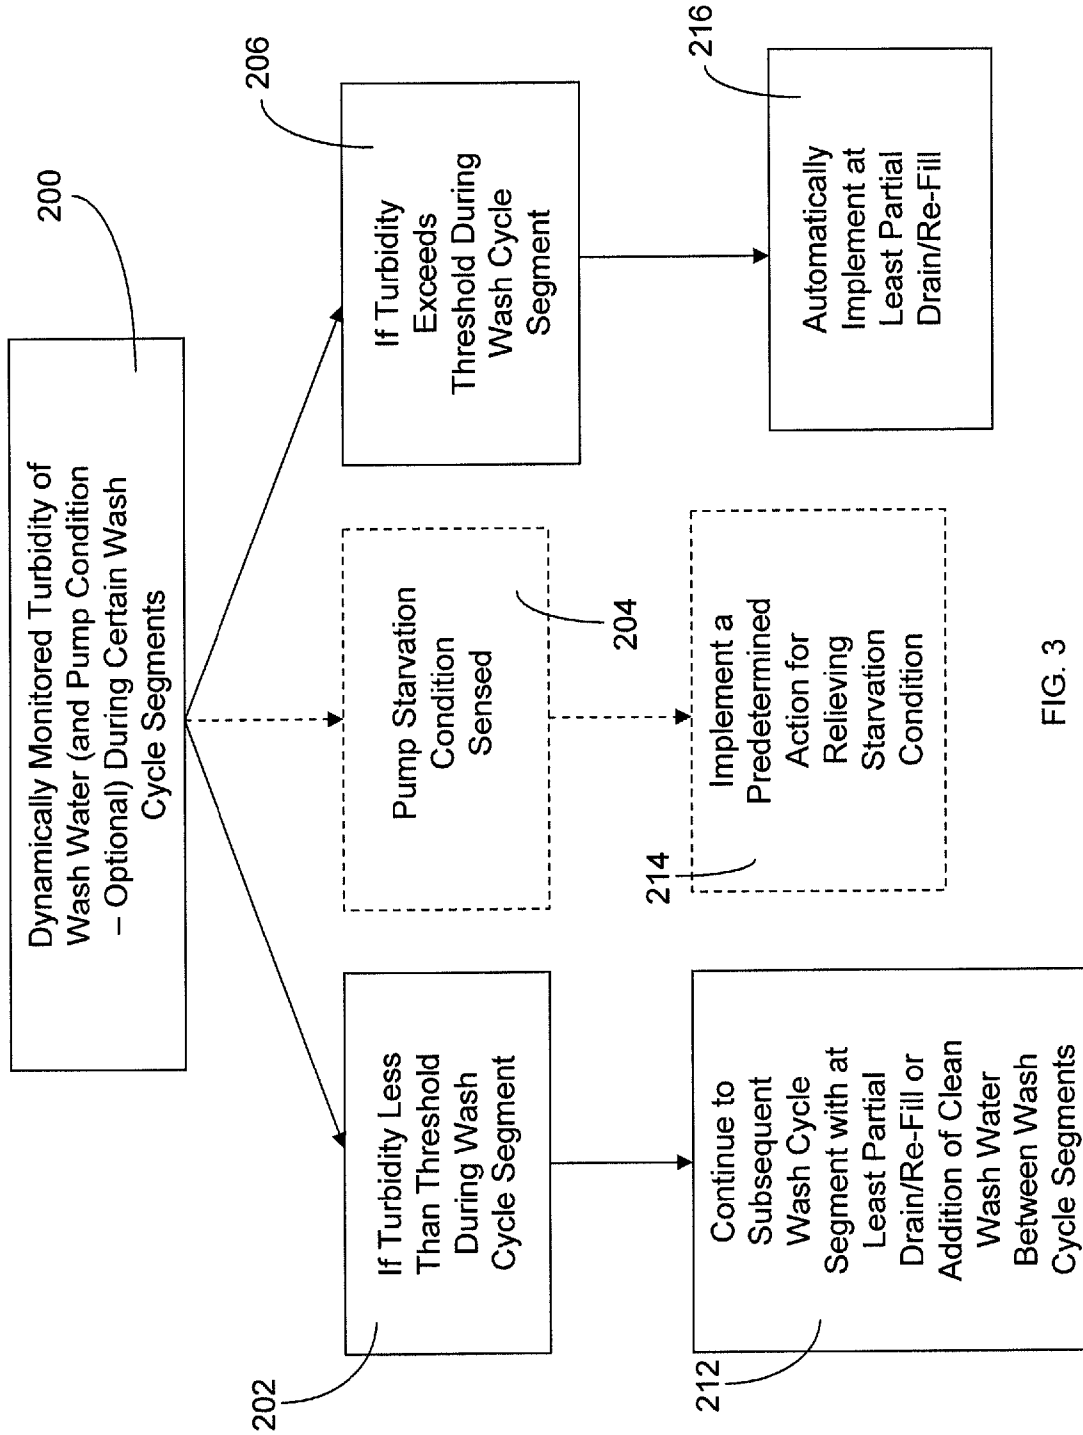 Dynamically Monitored Turbidity of
Wash Water (and Pump Condition
– Optional) During Certain Wash
Cycle Segments
200
202
If Turbidity Less
Than Threshold
During Wash
Cycle Segment
Pump Starvation
Condition
Sensed
204
If Turbidity
Exceeds
Threshold During
Wash Cycle
Segment
206
212
Continue to
Subsequent
Wash Cycle
Segment with at
Least Partial
Drain/Re-Fill or
Addition of Clean
Wash Water
Between Wash
Cycle Segments
214
Implement a
Predetermined
Action for
Relieving
Starvation
Condition
Automatically
Implement at
Least Partial
Drain/Re-Fill
216
FIG. 3